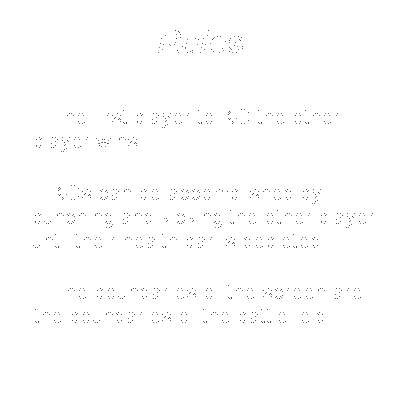 Rules
The first player to KO the other
player wins
KOs can be accomplished by
punching and kicking the other player
until their health bar is depleted
The boundaries of the screen are
the boundaries of the battlefield